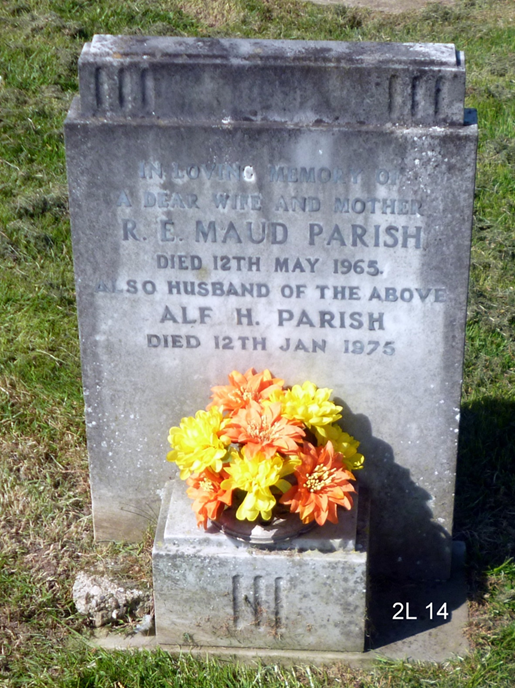 IN LOVING MEMORY OF
A DEAR WIFE AND MOTHER
R. E. MAUD PARISH
DIED 12TH MAY 1965.
ALSO HUSBAND OF THE ABOVE
ALF H. PARISH
DIED 12TH JAN 1975
2L 14